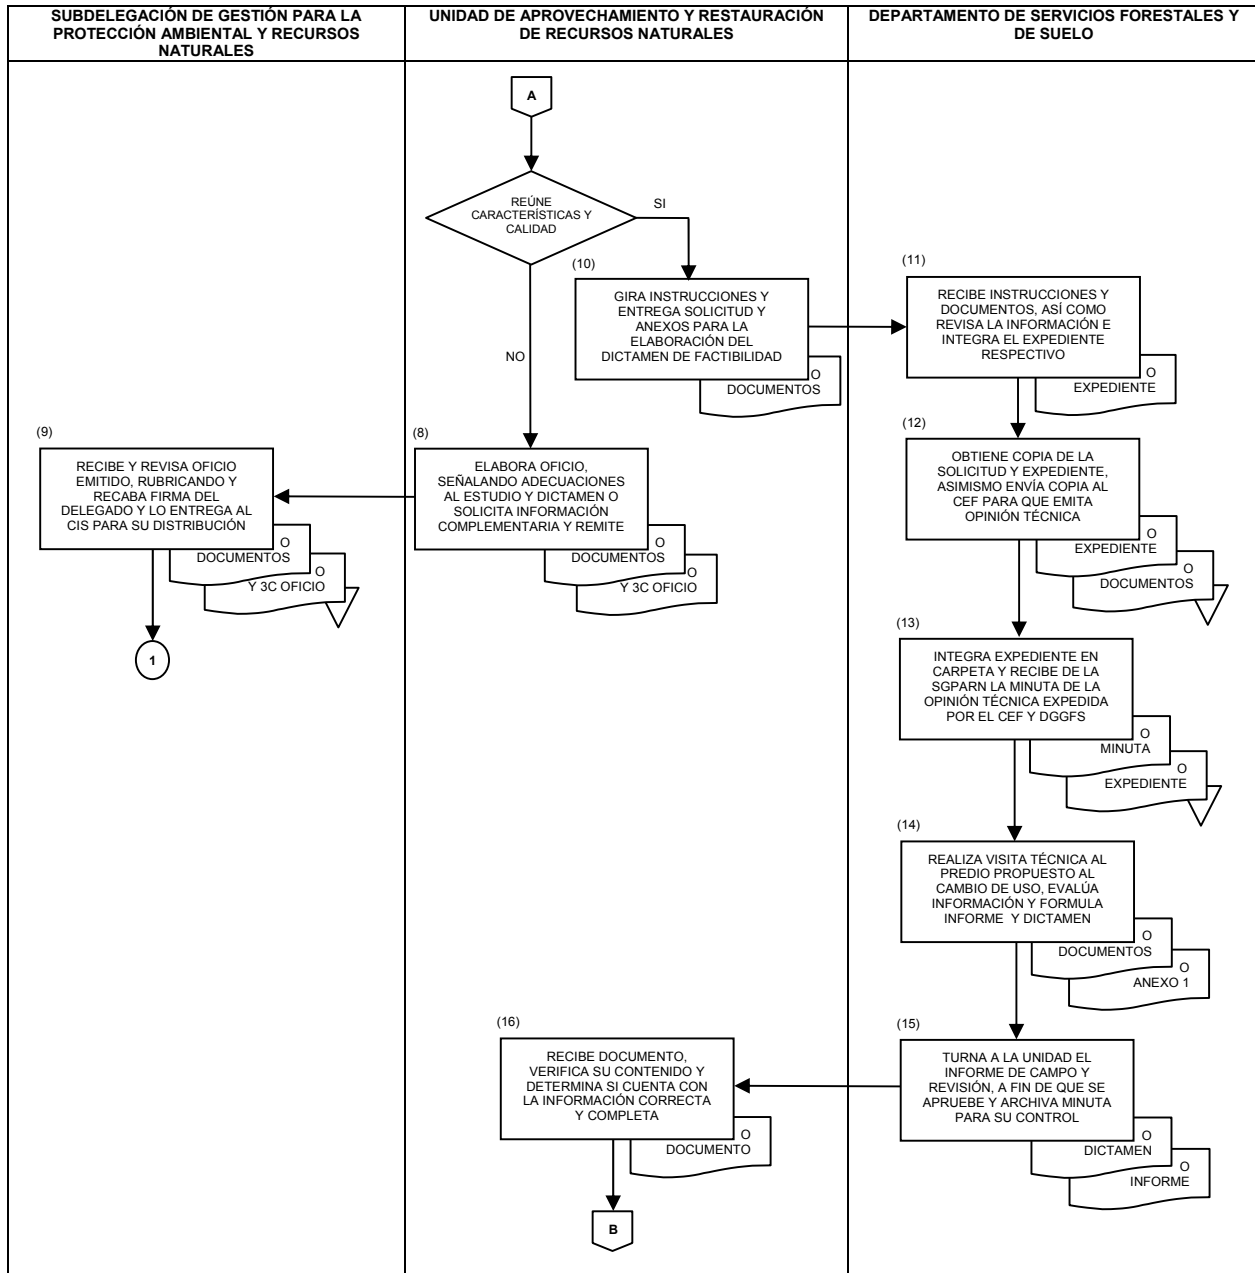 SUBDELEGACIÓN DE GESTIÓN PARA LA
PROTECCIÓN AMBIENTAL Y RECURSOS
NATURALES
UNIDAD DE APROVECHAMIENTO Y RESTAURACIÓN
DE RECURSOS NATURALES
DEPARTAMENTO DE SERVICIOS FORESTALES Y
DE SUELO
A
REÚNE
CARACTERÍSTICAS Y
CALIDAD
SI
NO
(10)
GIRA INSTRUCCIONES Y
ENTREGA SOLICITUD Y
ANEXOS PARA LA
ELABORACIÓN DEL
DICTAMEN DE FACTIBILIDAD
O
DOCUMENTOS
(11)
RECIBE INSTRUCCIONES Y
DOCUMENTOS, ASÍ COMO
REVISA LA INFORMACIÓN E
INTEGRA EL EXPEDIENTE
RESPECTIVO
O
EXPEDIENTE
(9)
RECIBE Y REVISA OFICIO
EMITIDO, RUBRICANDO Y
RECABA FIRMA DEL
DELEGADO Y LO ENTREGA AL
CIS PARA SU DISTRIBUCIÓN
O
DOCUMENTOS
O
Y 3C OFICIO
1
(8)
ELABORA OFICIO,
SEÑALANDO ADECUACIONES
AL ESTUDIO Y DICTAMEN O
SOLICITA INFORMACIÓN
COMPLEMENTARIA Y REMITE
O
DOCUMENTOS
O
Y 3C OFICIO
(12)
OBTIENE COPIA DE LA
SOLICITUD Y EXPEDIENTE,
ASIMISMO ENVÍA COPIA AL
CEF PARA QUE EMITA
OPINIÓN TÉCNICA
O
EXPEDIENTE
O
DOCUMENTOS
(13)
INTEGRA EXPEDIENTE EN
CARPETA Y RECIBE DE LA
SGPARN LA MINUTA DE LA
OPINIÓN TÉCNICA EXPEDIDA
POR EL CEF Y DGGFS
O
MINUTA
O
EXPEDIENTE
(14)
REALIZA VISITA TÉCNICA AL
PREDIO PROPUESTO AL
CAMBIO DE USO, EVALÚA
INFORMACIÓN Y FORMULA
INFORME Y DICTAMEN
O
DOCUMENTOS
O
ANEXO 1
(15)
TURNA A LA UNIDAD EL
INFORME DE CAMPO Y
REVISIÓN, A FIN DE QUE SE
APRUEBE Y ARCHIVA MINUTA
PARA SU CONTROL
O
DICTAMEN
O
INFORME
(16)
RECIBE DOCUMENTO,
VERIFICA SU CONTENIDO Y
DETERMINA SI CUENTA CON
LA INFORMACIÓN CORRECTA
Y COMPLETA
O
DOCUMENTO
B